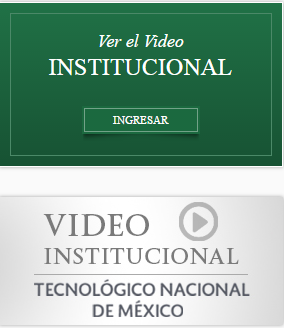 Ver el Video
INSTITUCIONAL
INGRESAR
VIDEO
INSTITUCIONAL
TECNOLÓGICO NACIONAL
DE MÉXICO